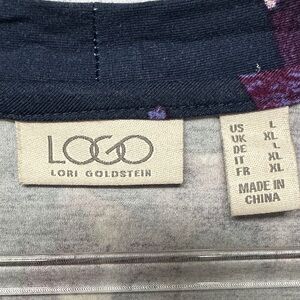 LOGO
LORI GOLDSTEIN
US L
UK XL
DE L
IT XL
FR XL
MADE IN
CHINA